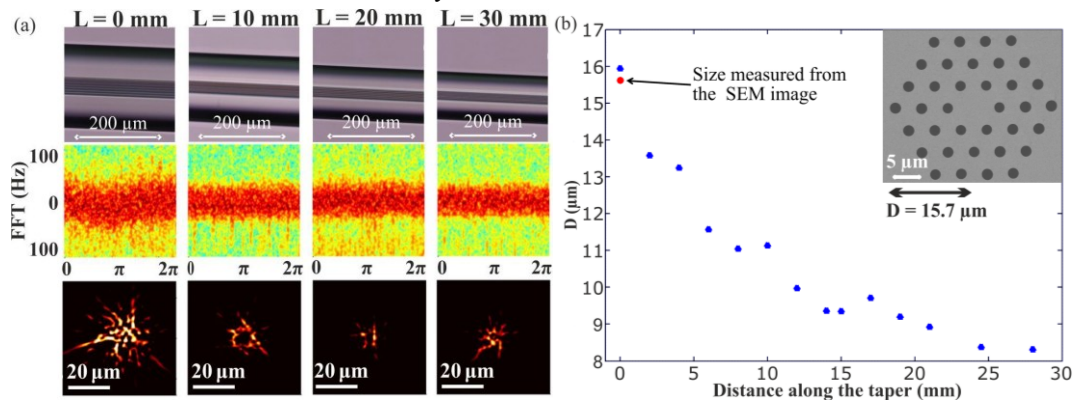 (a)
L = 0 mm
L = 10 mm
L = 20 mm
L = 30 mm
200 µm
200 µm
200 µm
200 µm
FFT (Hz)
100
0
100
0
π
2π
0
π
2π
0
π
2π
0
π
2π
20 µm
20 µm
20 µm
20 µm
(b)
17
16
15
14
13
12
11
10
9
8
D (µm)
Size measured from
the SEM image
5 µm
D = 15.7 µm
0
5
10
15
20
25
30
Distance along the taper (mm)